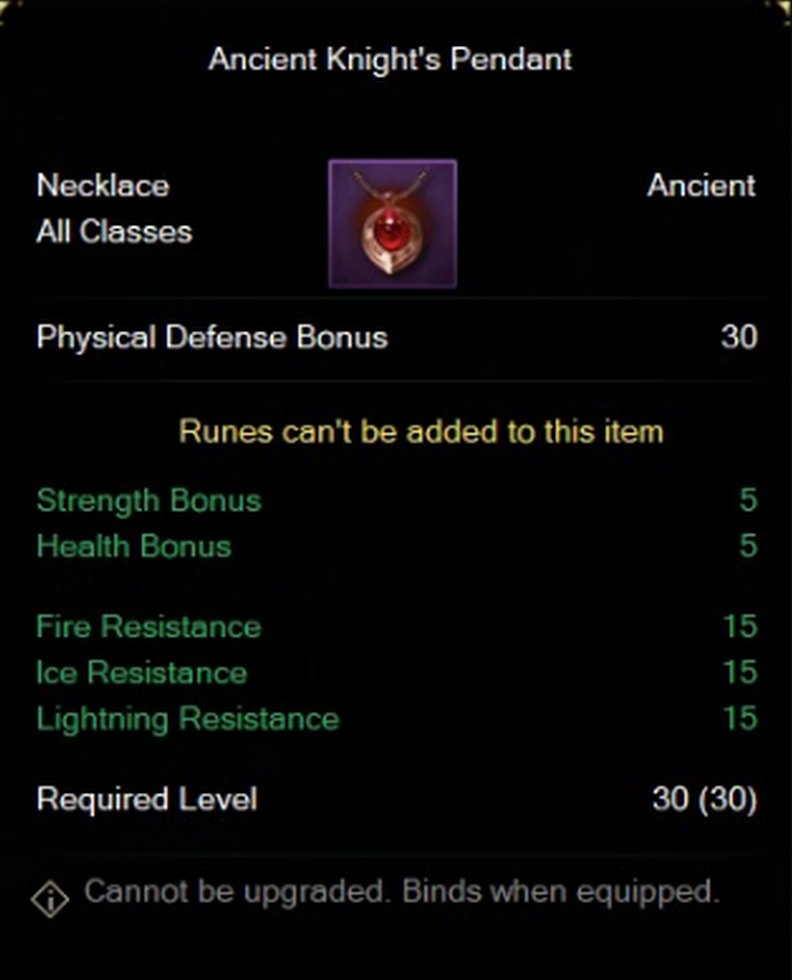 Ancient Knight's Pendant
Necklace Ancient
All Classes
Physical Defense Bonus 30
Runes can't be added to this item
Strength Bonus 5
Health Bonus 5
Fire Resistance 15
Ice Resistance 15
Lightning Resistance 15
Required Level 30 (30)
Cannot be upgraded. Binds when equipped.